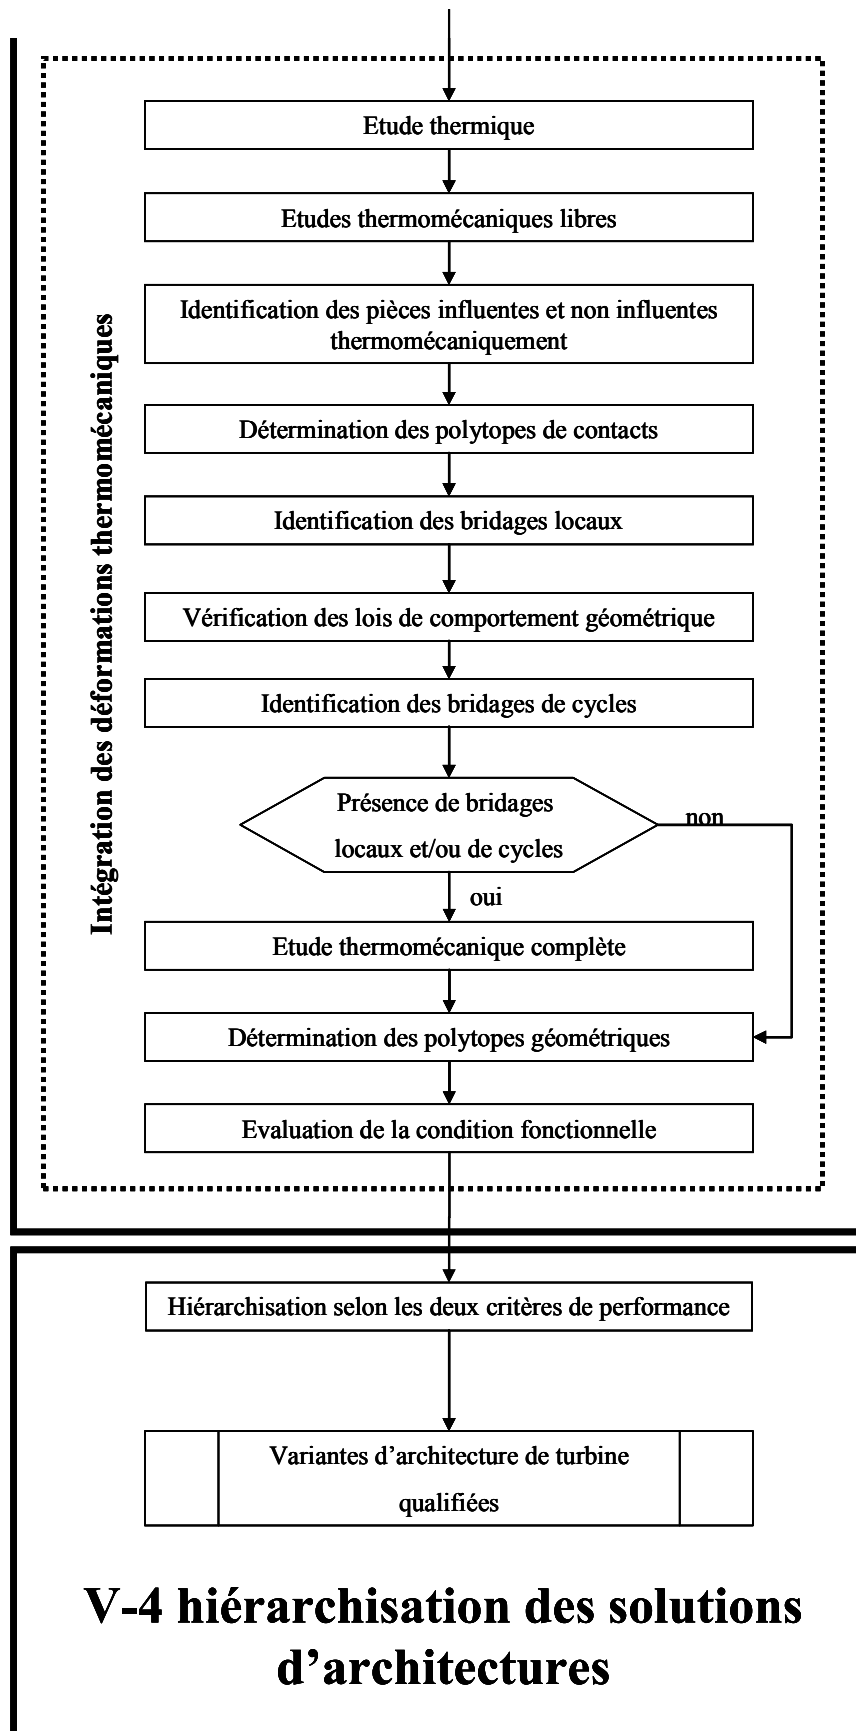 Intégration des déformations thermomécaniques
Etude thermique
Etudes thermomécaniques libres
Identification des pièces influentes et non influentes
thermomécaniquement
Détermination des polytopes de contacts
Identification des bridages locaux
Vérification des lois de comportement géométrique
Identification des bridages de cycles
Présence de bridages
locaux et/ou de cycles
non
oui
Etude thermomécanique complète
Détermination des polytopes géométriques
Evaluation de la condition fonctionnelle
Hiérarchisation selon les deux critères de performance
Variantes d’architecture de turbine
qualifiées
V-4 hiérarchisation des solutions
d’architectures